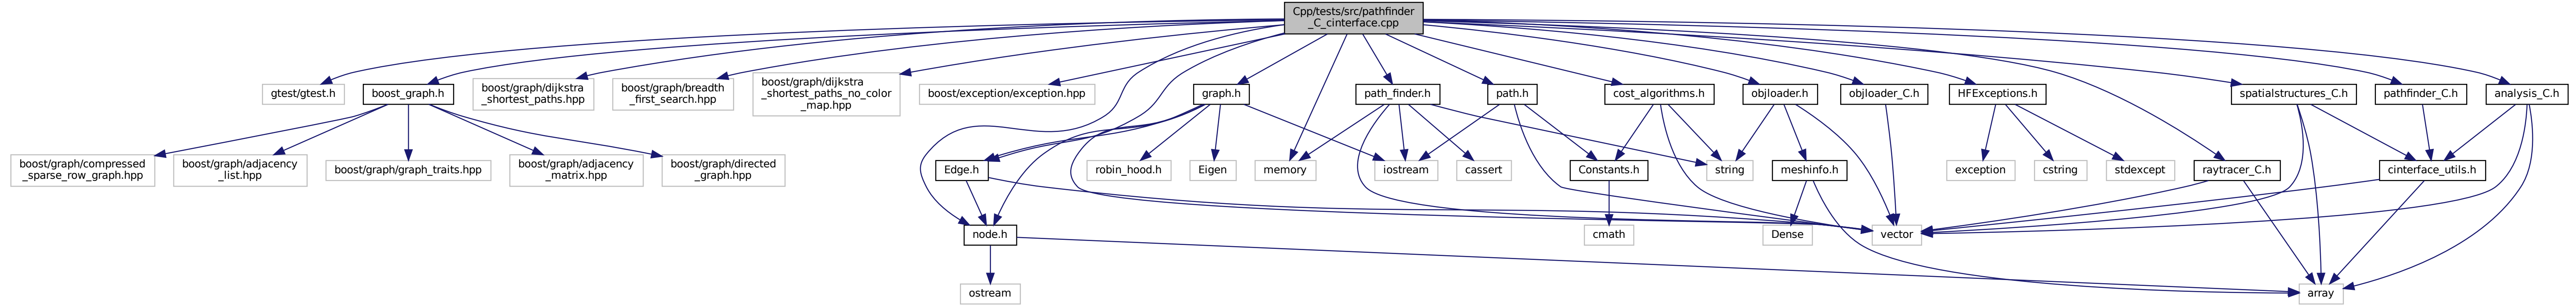 Cpp/tests/src/pathfinder
_C_cinterface.cpp
gtest/gtest.h
boost_graph.h
boost/graph/dijkstra
_shortest_paths.hpp
boost/graph/breadth
_first_search.hpp
boost/graph/dijkstra
_shortest_paths_no_color
_map.hpp
boost/exception/exception.hpp
graph.h
path_finder.h
path.h
cost_algorithms.h
objloader.h
objloader_C.h
HFExceptions.h
spatialstructures_C.h
pathfinder_C.h
analysis_C.h
boost/graph/compressed
_sparse_row_graph.hpp
boost/graph/adjacency
_list.hpp
boost/graph/graph_traits.hpp
boost/graph/adjacency
_matrix.hpp
boost/graph/directed
_graph.hpp
Edge.h
robin_hood.h
Eigen
memory
iostream
cassert
Constants.h
string
meshinfo.h
exception
cstring
stdexcept
raytracer_C.h
cinterface_utils.h
node.h
cmath
Dense
vector
ostream
array